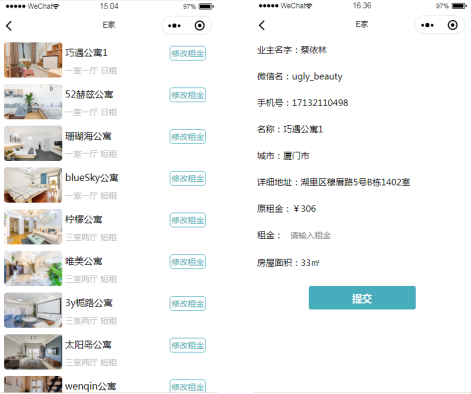 WeChat
15:04
97%
E家
巧遇公寓1
修改租金
一室一厅 日租
52赫兹公寓
修改租金
一室一厅 日租
珊瑚海公寓
修改租金
一室一厅 短租
blueSky公寓
修改租金
一室一厅 短租
柠檬公寓
修改租金
三室两厅 短租
唯美公寓
修改租金
三室两厅 短租
3y栀路公寓
修改租金
三室两厅 短租
太阳岛公寓
修改租金
三室两厅 短租
wenqin公寓
修改租金
WeChat
16:36
97%
E家
业主名字：蔡依林
微信名：ugly_beauty
手机号：17132110498
名称：巧遇公寓1
城市：厦门市
详细地址：湖里区穆厝路5号B栋1402室
原租金：￥306
租金： 请输入租金
房屋面积：33㎡
提交